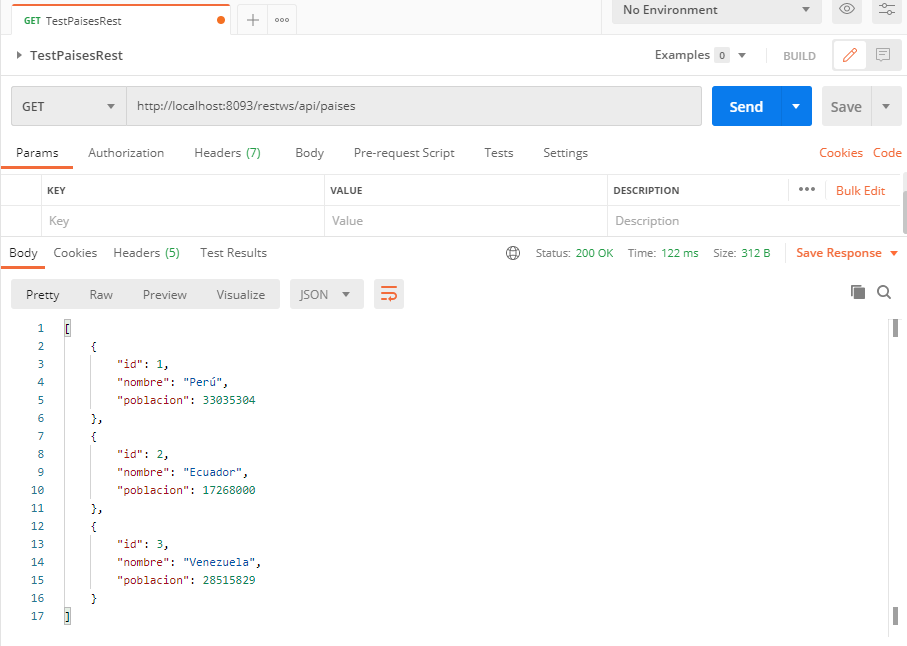 GET TestPaisesRest
No Environment
TestPaisesRest
Examples 0
BUILD
GET http://localhost:8093/restws/api/paises Send Save
Params Authorization Headers (7) Body Pre-request Script Tests Settings Cookies Code
KEY VALUE DESCRIPTION ••• Bulk Edit
Key Value Description
Body Cookies Headers (5) Test Results Status: 200 OK Time: 122 ms Size: 312 B Save Response
Pretty Raw Preview Visualize JSON
1 [
2 {
3 "id": 1,
4 "nombre": "Perú",
5 "poblacion": 33035304
6 },
7 {
8 "id": 2,
9 "nombre": "Ecuador",
10 "poblacion": 17268000
11 },
12 {
13 "id": 3,
14 "nombre": "Venezuela",
15 "poblacion": 28515829
16 }
17 ]